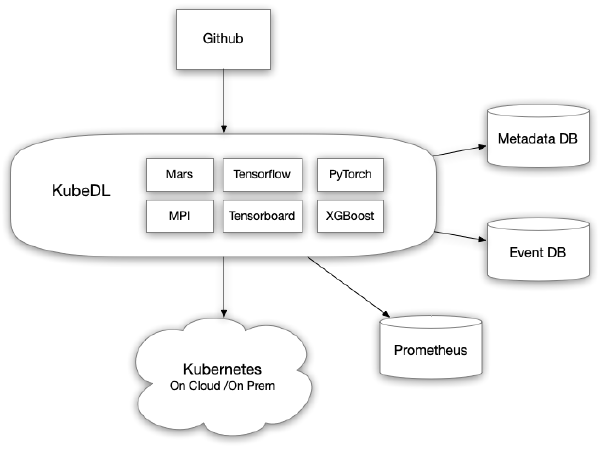 Github
Metadata DB
KubeDL
Mars
Tensorflow
PyTorch
MPI
Tensorboard
XGBoost
Event DB
Prometheus
Kubernetes
On Cloud /On Prem